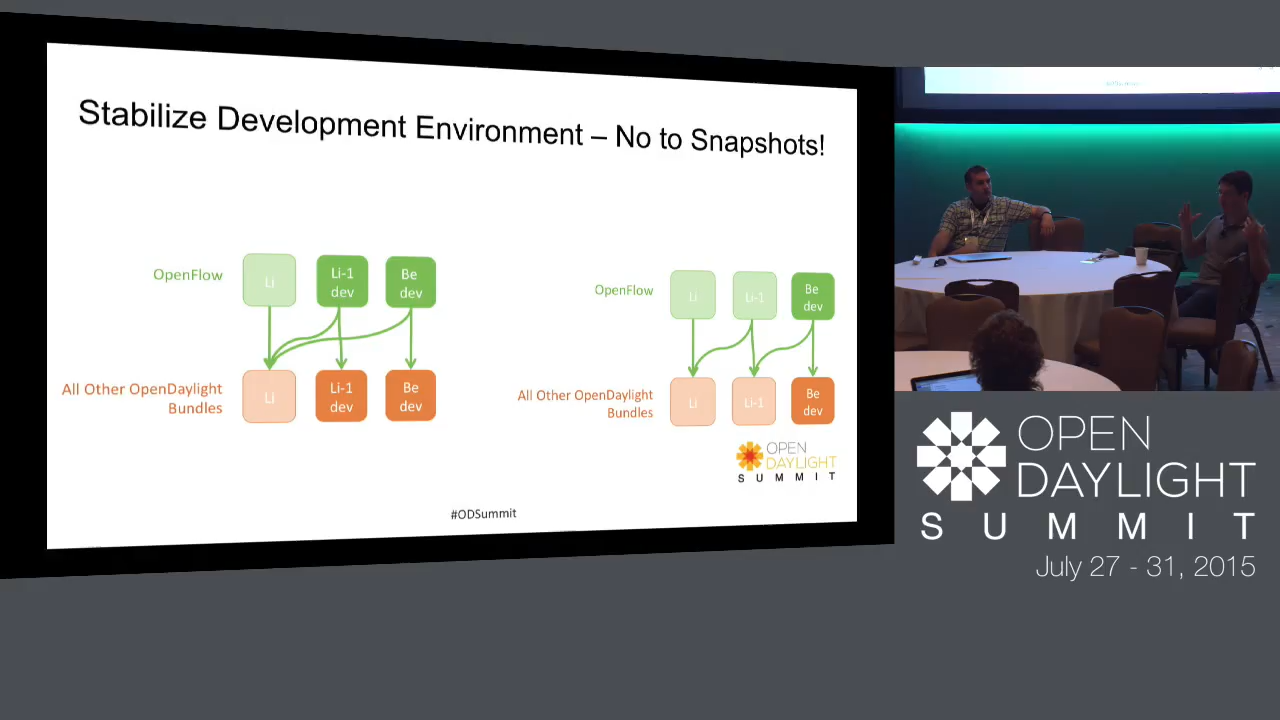 Stabilize Development Environment – No to Snapshots!
OpenFlow
Li
Li-1
dev
Be
dev
All Other OpenDaylight
Bundles
Li
Li-1
dev
Be
dev
OpenFlow
Li
Li-1
Be
dev
All Other OpenDaylight
Bundles
Li
Li-1
Be
dev
OPEN
DAYLIGHT
SUMMIT
#ODSummit
OPEN
DAYLIGHT
SUMMIT
July 27 - 31, 2015